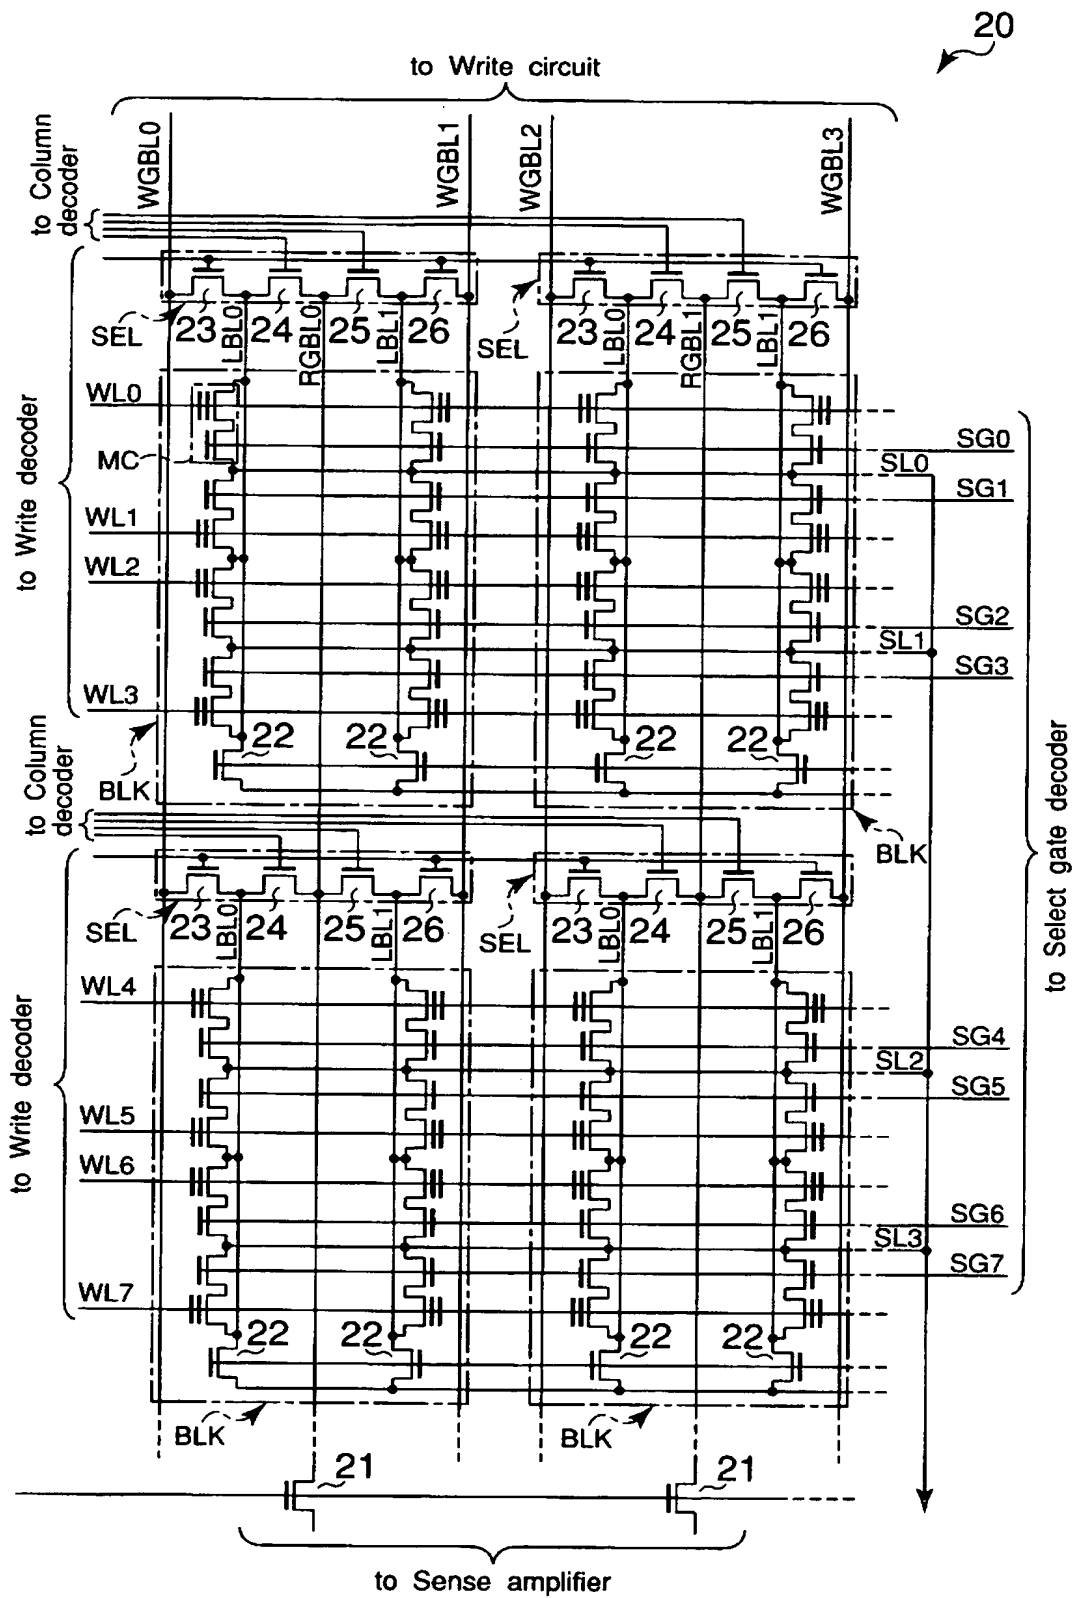 20
to Write circuit
to Column
decoder
WGBL0
WGBL1
WGBL2
WGBL3
SEL
23
LBL0
24
RGBL0
25
LBL1
26
SEL
23
LBL0
24
RGBL1
25
LBL1
26
to Write decoder
WL0
MC
WL1
WL2
WL3
SG0
SL0
SG1
SG2
SL1
SG3
22
22
22
22
BLK
BLK
to Select gate decoder
to Column
decoder
SEL
23
LBL0
24
25
LBL1
26
SEL
23
LBL0
24
25
LBL1
26
to Write decoder
WL4
WL5
WL6
WL7
SG4
SL2
SG5
SG6
SL3
SG7
22
22
22
22
BLK
BLK
21
21
to Sense amplifier